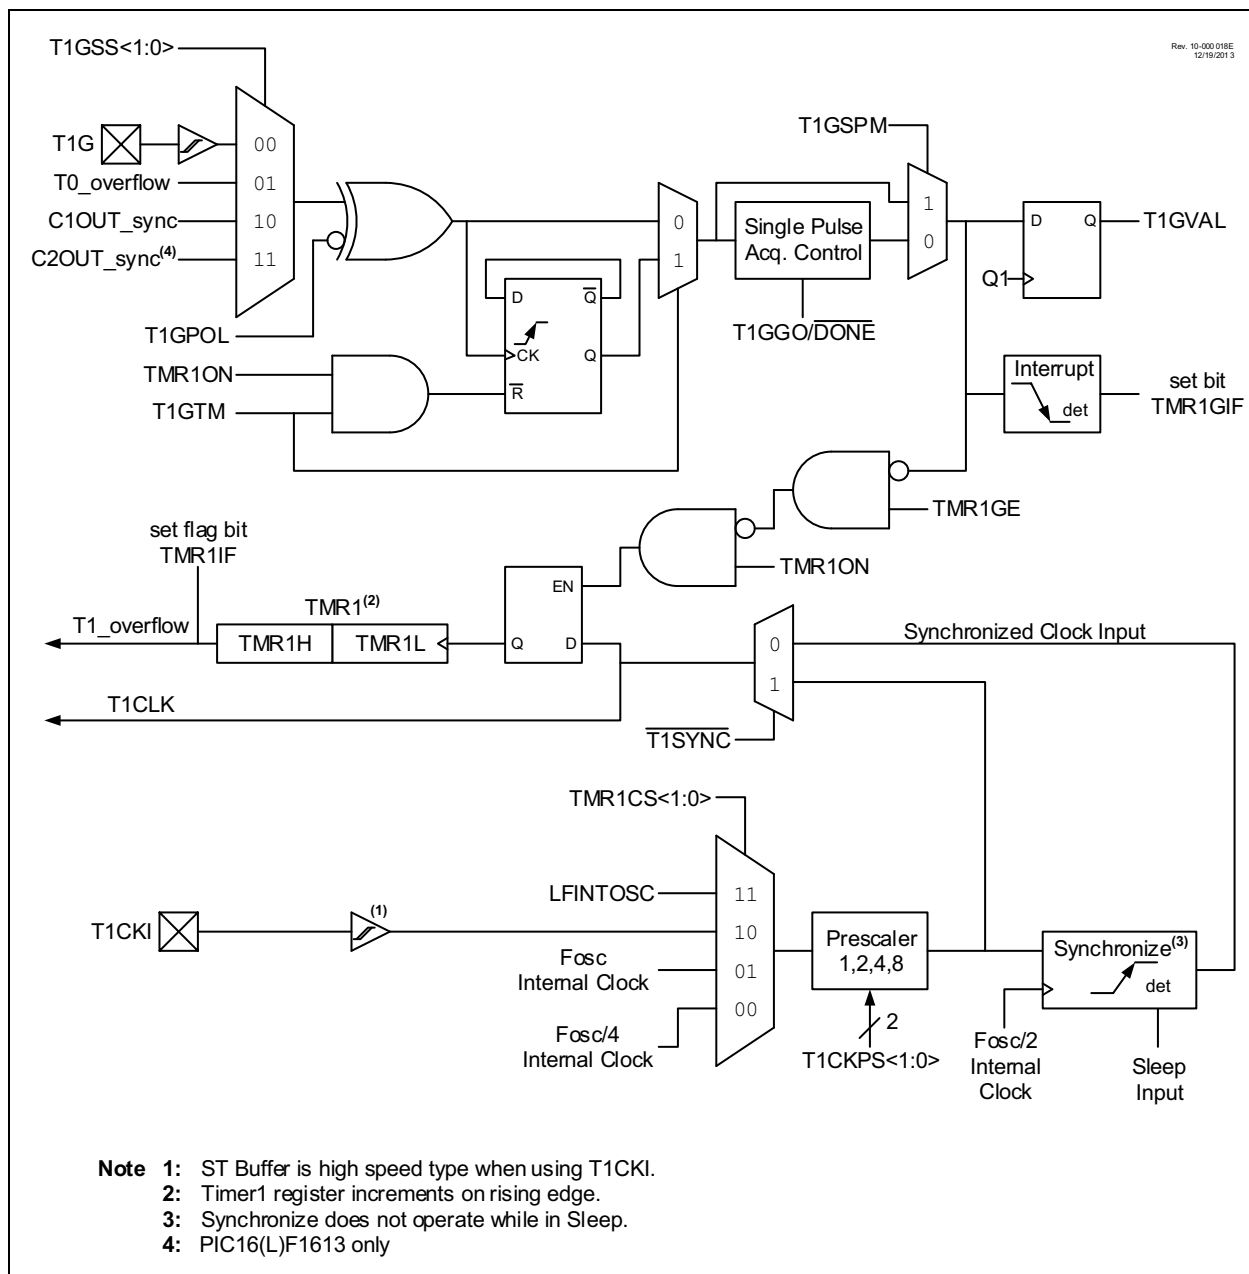 Rev. 10-000018E
12/19/2013
T1GSS<1:0>
T1G
00
T0_overflow
01
C1OUT_sync
10
C2OUT_sync(4)
11
T1GPOL
TMR1ON
T1GTM
D
Q
CK
Q
R
0
1
T1GSPM
Single Pulse
Acq. Control
1
0
T1GGO/DONE
D
Q
T1GVAL
Q1
Interrupt
det
set bit
TMR1GIF
TMR1GE
TMR1ON
set flag bit
TMR1IF
T1_overflow
TMR1(2)
TMR1H
TMR1L
EN
Q
D
T1CLK
0
1
T1SYNC
Synchronized Clock Input
TMR1CS<1:0>
LFINTOSC
11
T1CKI
(1)
10
Fosc
Internal Clock
01
Fosc/4
Internal Clock
00
Prescaler
1,2,4,8
2
T1CKPS<1:0>
Synchronize(3)
det
Fosc/2
Internal
Clock
Sleep
Input
Note 1: ST Buffer is high speed type when using T1CKI.
2: Timer1 register increments on rising edge.
3: Synchronize does not operate while in Sleep.
4: PIC16(L)F1613 only